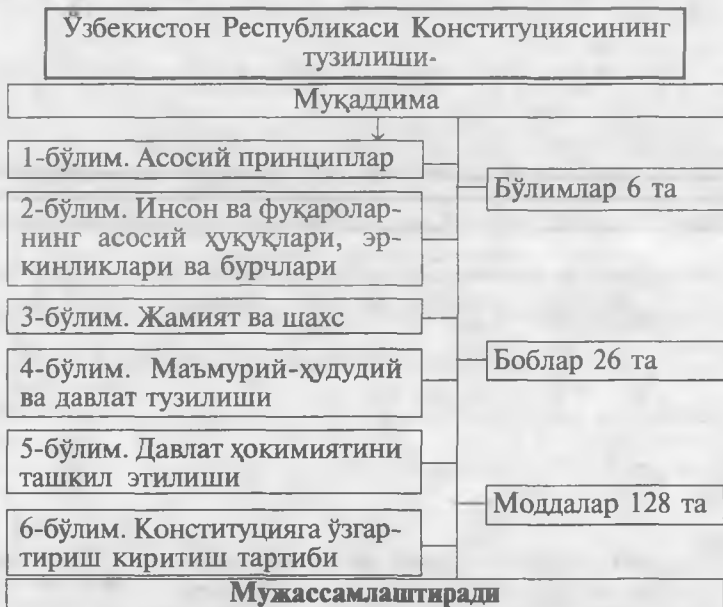 Ўзбекистон Республикаси Конституциясининг
тузилиши-
Муқаддима
1-бўлим. Асосий принциплар
2-бўлим. Инсон ва фуқаролар-
нинг асосий ҳуқуқлари, эр-
кинликлари ва бурчлари
3-бўлим. Жамият ва шахс
4-бўлим. Маъмурий-ҳудудий
ва давлат тузилиши
5-бўлим. Давлат ҳокимиятини
ташкил этилиши
6-бўлим. Конституцияга ўзгар-
тириш киритиш тартиби
Бўлимлар 6 та
Боблар 26 та
Моддалар 128 та
Мужассамлаштиради